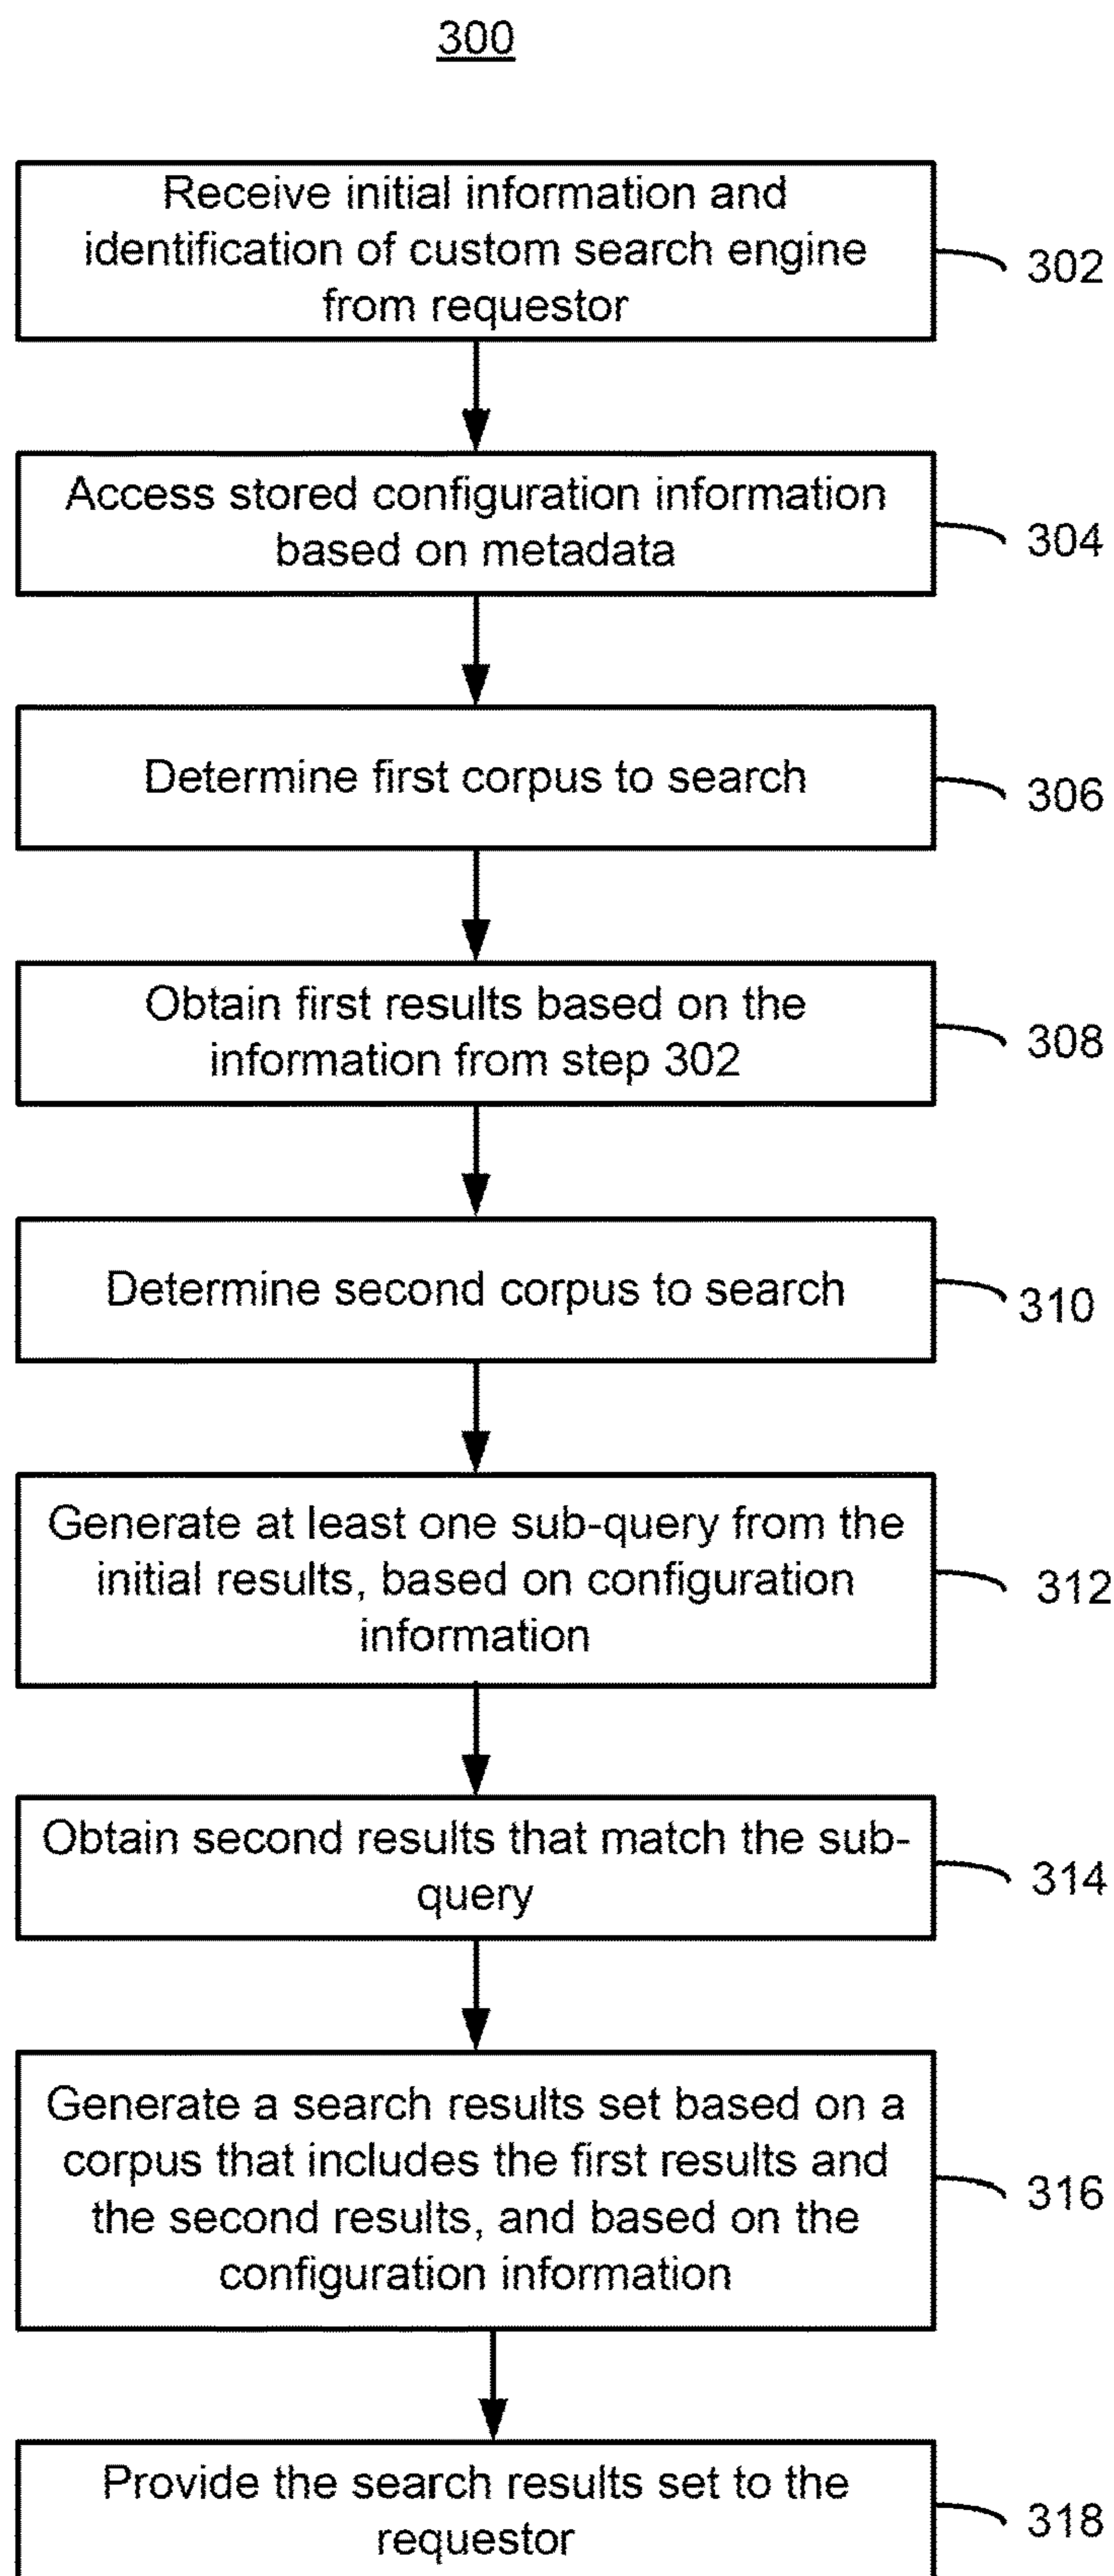 300
Receive initial information and
identification of custom search engine
from requestor
302
Access stored configuration information
based on metadata
304
Determine first corpus to search
306
Obtain first results based on the
information from step 302
308
Determine second corpus to search
310
Generate at least one sub-query from the
initial results, based on configuration
information
312
Obtain second results that match the sub-
query
314
Generate a search results set based on a
corpus that includes the first results and
the second results, and based on the
configuration information
316
Provide the search results set to the
requestor
318